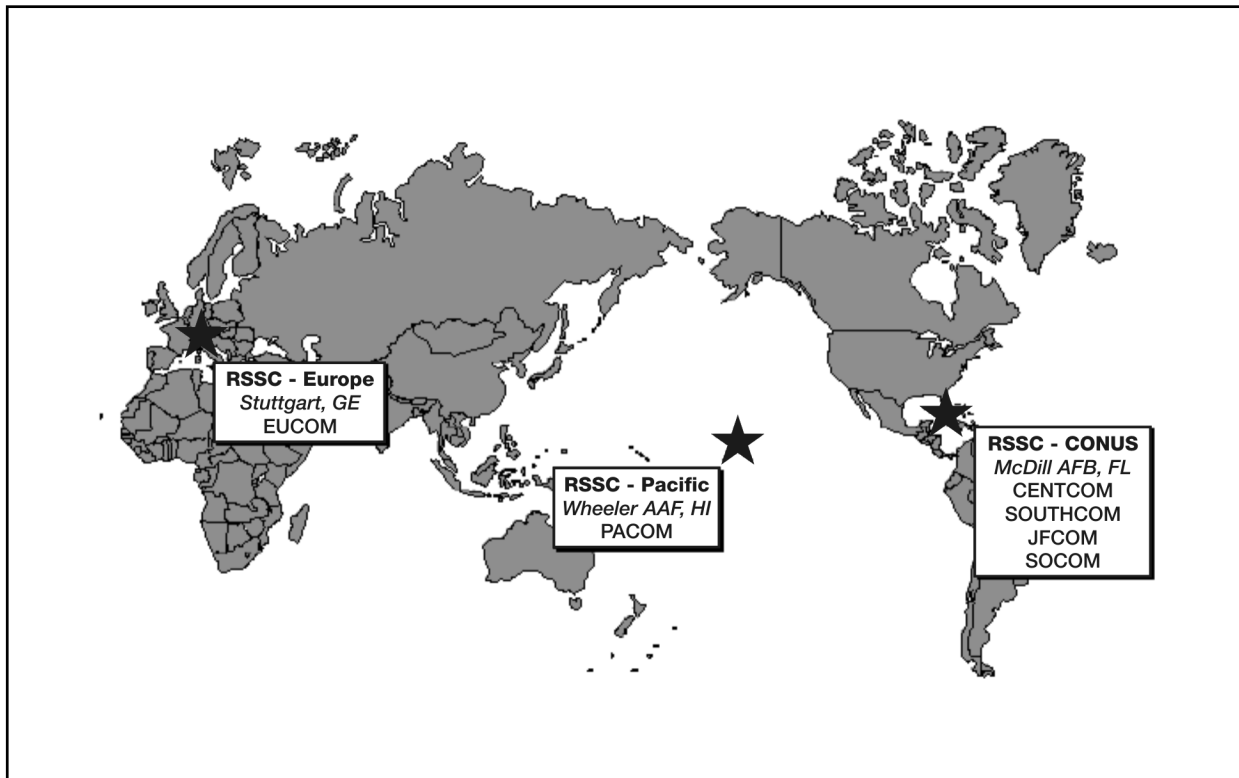 RSSC - Europe
Stuttgart, GE
EUCOM
RSSC - Pacific
Wheeler AAF, HI
PACOM
RSSC - CONUS
McDill AFB, FL
CENTCOM
SOUTHCOM
JFCOM
SOCOM